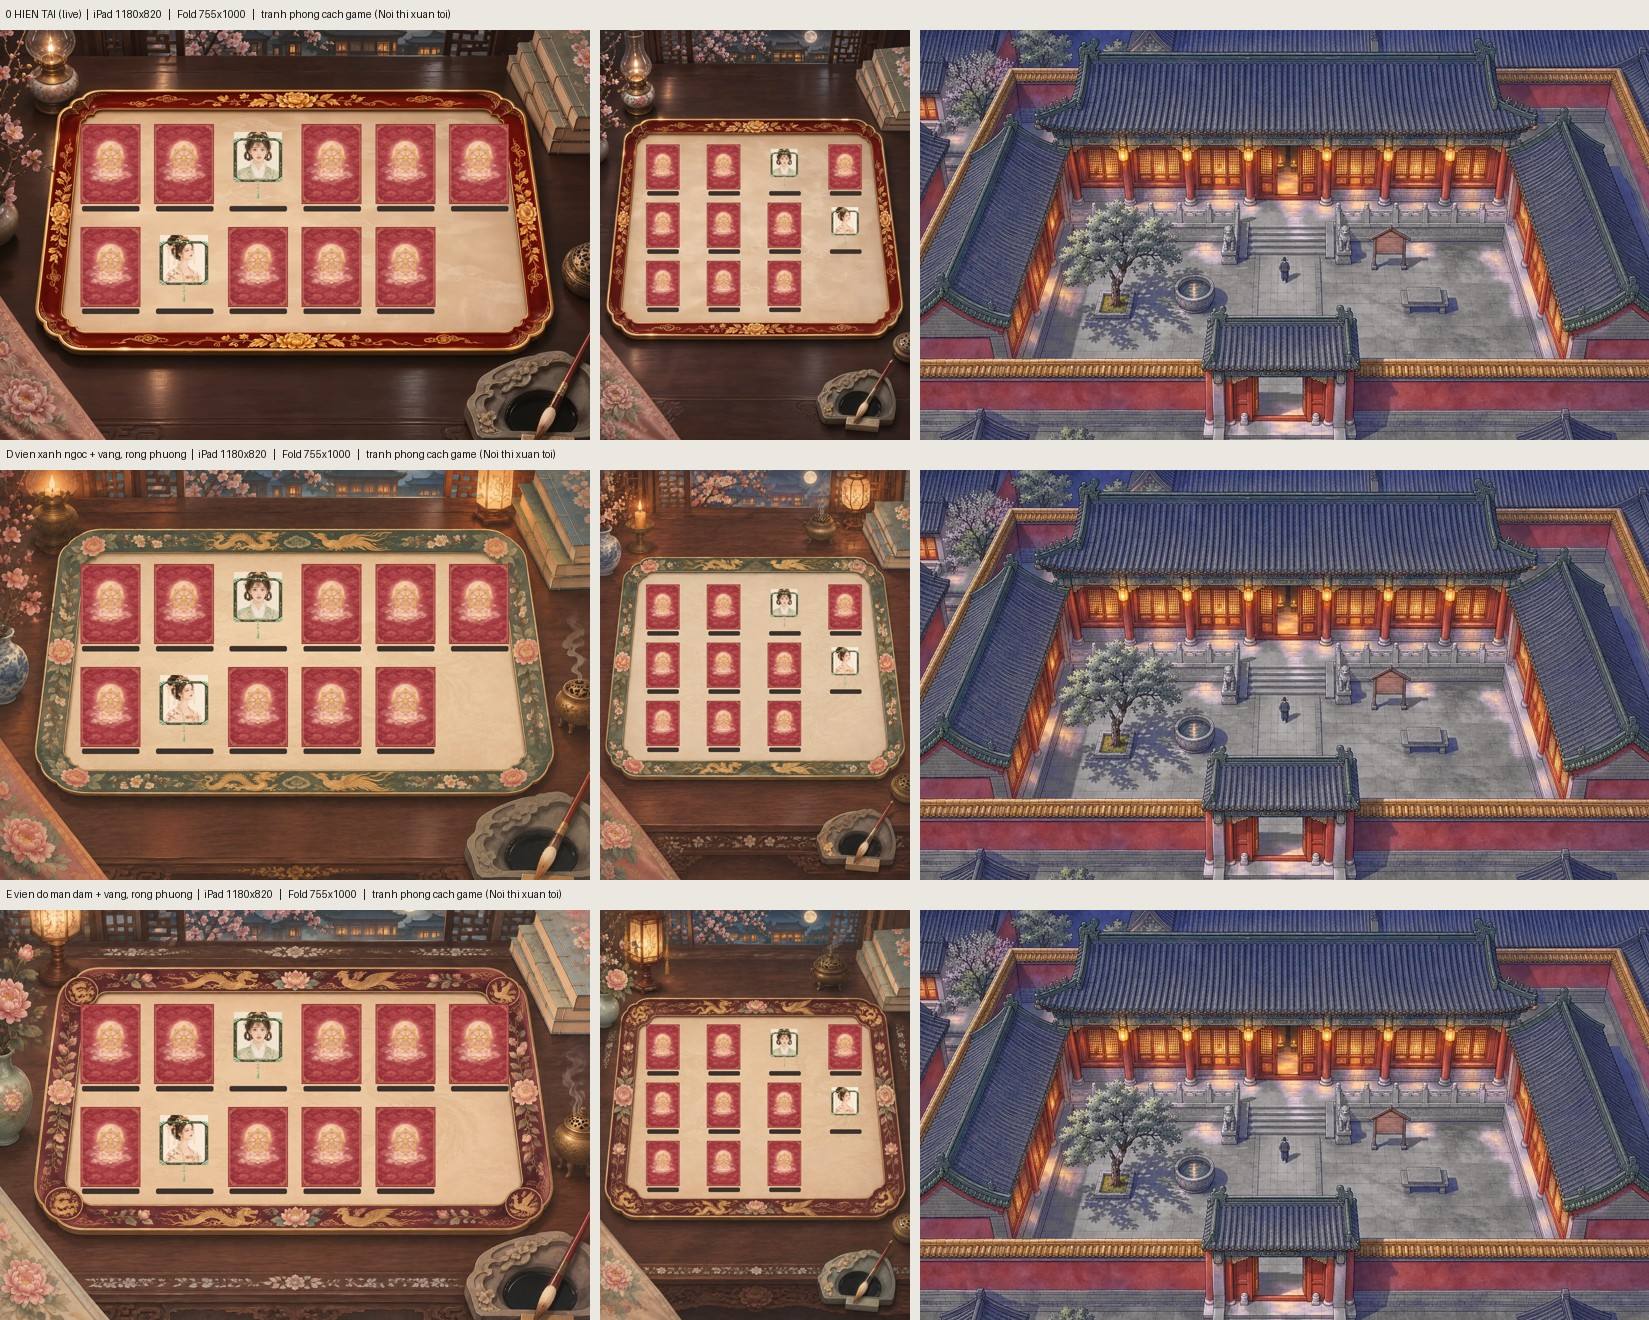 0 HIEN TAI (live) | iPad 1180x820 | Fold 755x1000 | tranh phong cach game (Noi thi xuan toi)
D vien xanh ngoc + vang, rong phuong | iPad 1180x820 | Fold 755x1000 | tranh phong cach game (Noi thi xuan toi)
E vien do man dam + vang, rong phuong | iPad 1180x820 | Fold 755x1000 | tranh phong cach game (Noi thi xuan toi)